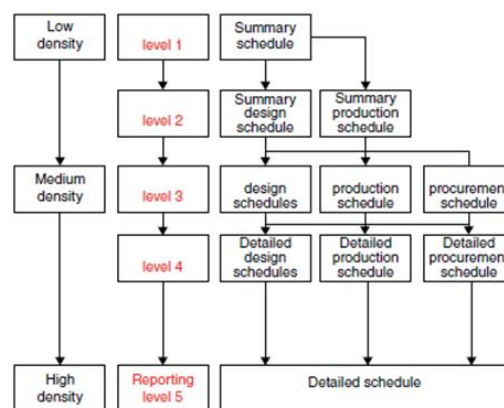 Low
density
level 1
Summary
schedule
level 2
Summary
design
schedule
Summary
production
schedule
Medium
density
level 3
design
schedules
production
schedule
procuremen
schedule
level 4
Detailed
design
schedules
Detailed
production
schedule
Detailed
procuremen
schedule
High
density
Reporting
level 5
Detailed schedule